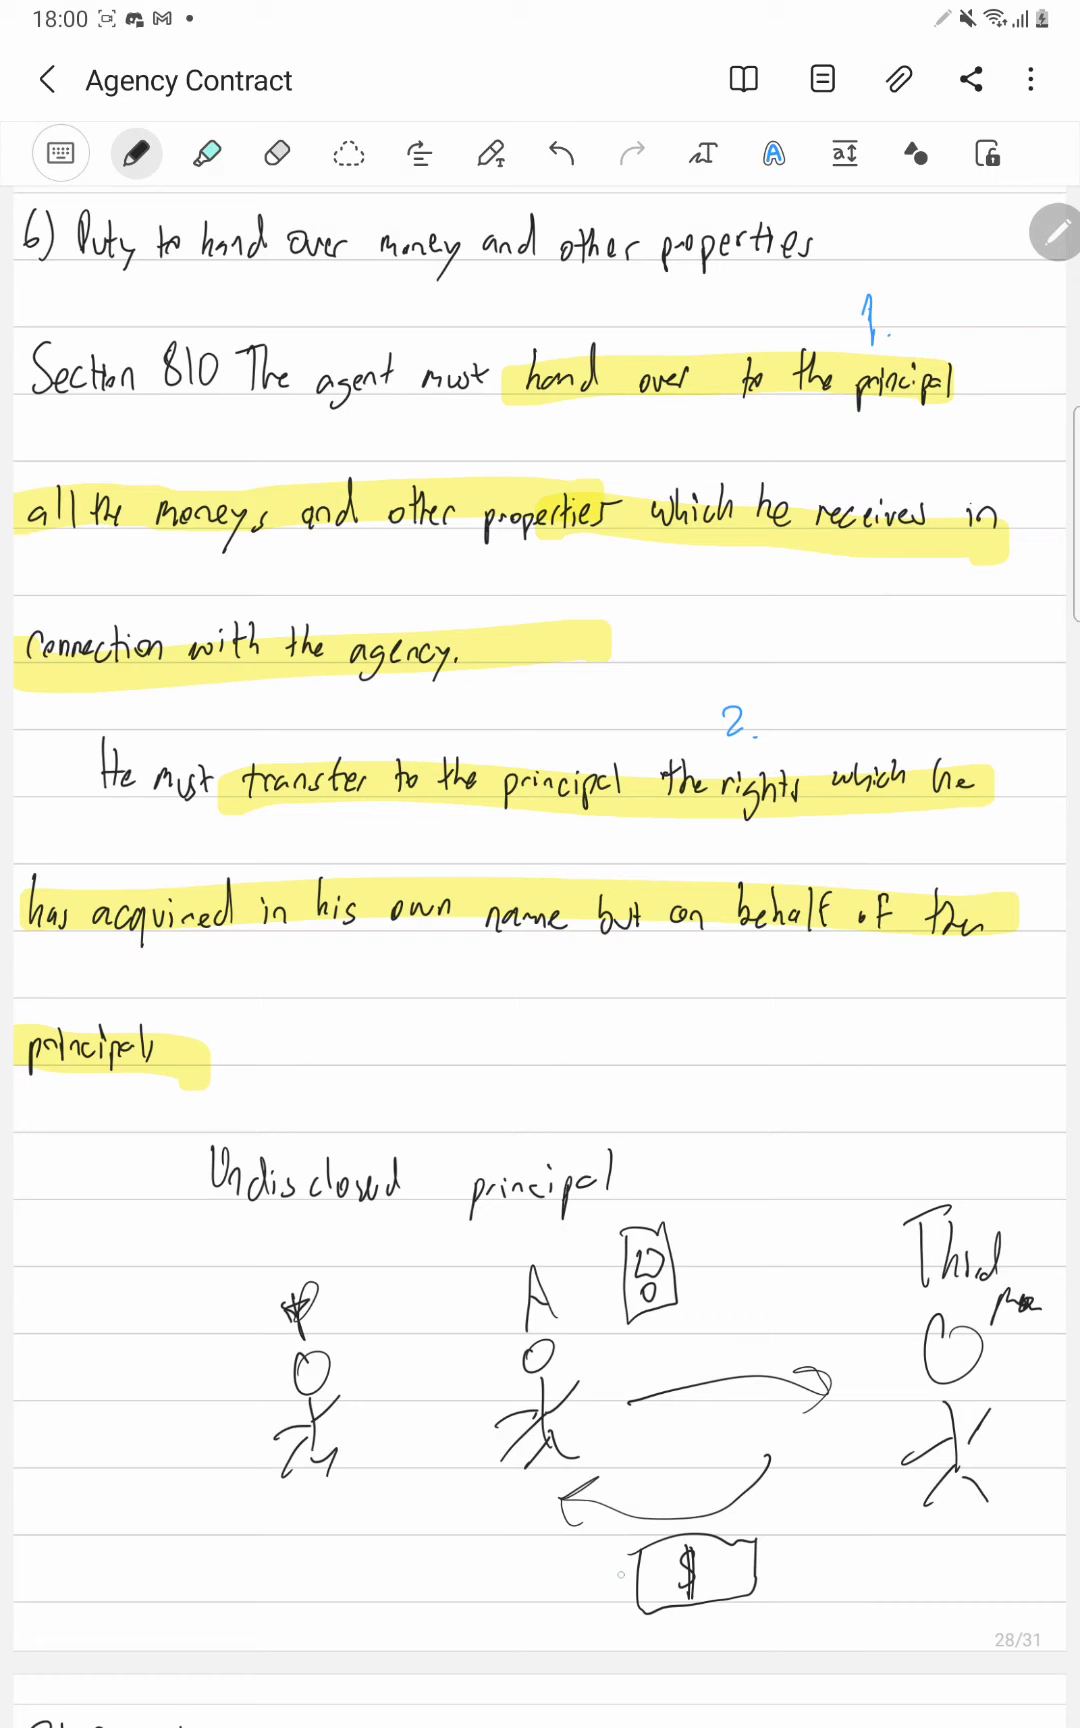 18:00
Agency Contract
6) Duty to hand over money and other properties
1.
Section 810 The agent must hand over to the principal
all the moneys and other properties which he receives in
connection with the agency.
2.
He must transfer to the principal the rights which he
has acquired in his own name but on behalf of the
principal,
Undisclosed principal
Third
P A
$
28/31